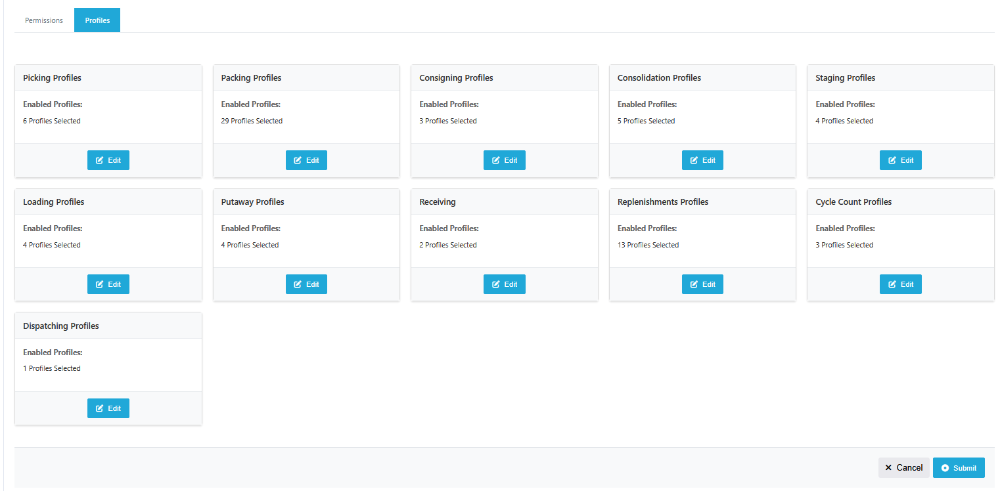 Permissions
Profiles
Picking Profiles
Enabled Profiles:
6 Profiles Selected
Edit
Packing Profiles
Enabled Profiles:
29 Profiles Selected
Edit
Consigning Profiles
Enabled Profiles:
3 Profiles Selected
Edit
Consolidation Profiles
Enabled Profiles:
5 Profiles Selected
Edit
Staging Profiles
Enabled Profiles:
4 Profiles Selected
Edit
Loading Profiles
Enabled Profiles:
4 Profiles Selected
Edit
Putaway Profiles
Enabled Profiles:
4 Profiles Selected
Edit
Receiving
Enabled Profiles:
2 Profiles Selected
Edit
Replenishments Profiles
Enabled Profiles:
13 Profiles Selected
Edit
Cycle Count Profiles
Enabled Profiles:
3 Profiles Selected
Edit
Dispatching Profiles
Enabled Profiles:
1 Profiles Selected
Edit
Cancel
Submit